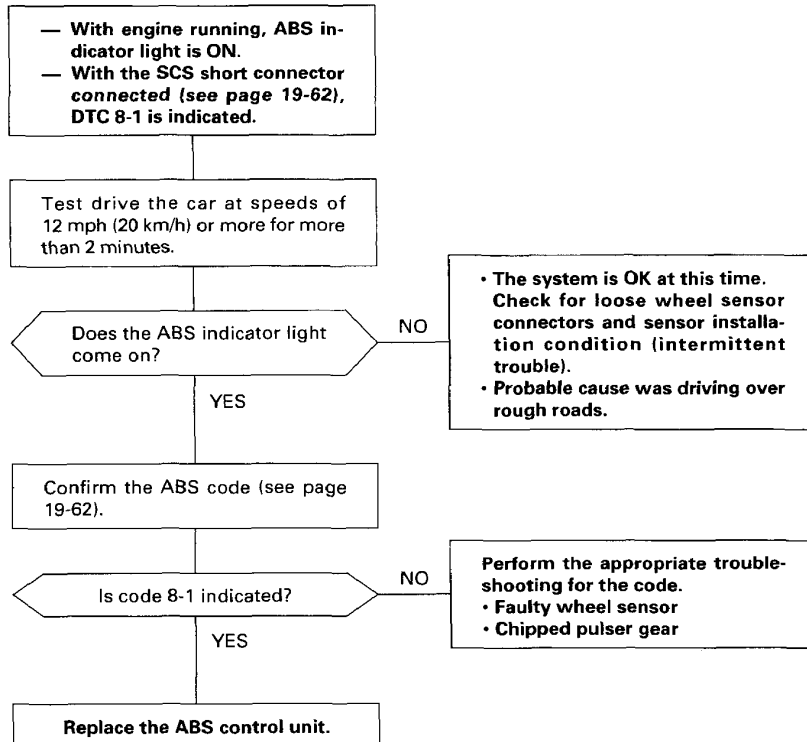 — With engine running, ABS in-
dicator light is ON.
— With the SCS short connector
connected (see page 19-62),
DTC 8-1 is indicated.
Test drive the car at speeds of
12 mph (20 km/h) or more for more
than 2 minutes.
Does the ABS indicator light
come on?
NO
• The system is OK at this time.
Check for loose wheel sensor
connectors and sensor installa-
tion condition (intermittent
trouble).
• Probable cause was driving over
rough roads.
YES
Confirm the ABS code (see page
19-62).
Is code 8-1 indicated?
NO
Perform the appropriate trouble-
shooting for the code.
• Faulty wheel sensor
• Chipped pulser gear
YES
Replace the ABS control unit.